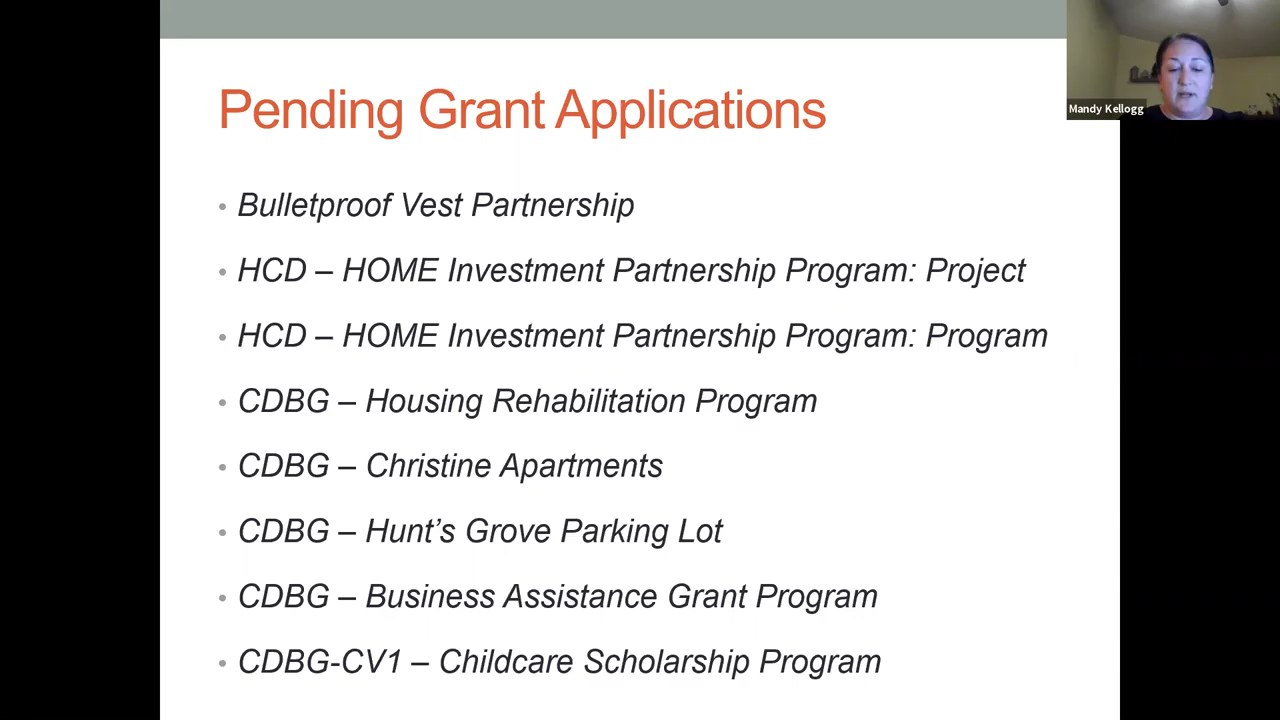 Pending Grant Applications
Mandy Kellogg
• Bulletproof Vest Partnership
• HCD – HOME Investment Partnership Program: Project
• HCD – HOME Investment Partnership Program: Program
• CDBG – Housing Rehabilitation Program
• CDBG – Christine Apartments
• CDBG – Hunt’s Grove Parking Lot
• CDBG – Business Assistance Grant Program
• CDBG-CV1 – Childcare Scholarship Program